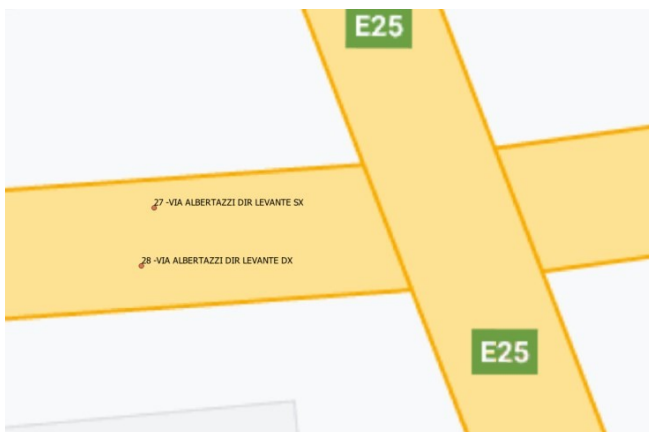 E25
27 -VIA ALBERTAZZI DIR LEVANTE SX
28 -VIA ALBERTAZZI DIR LEVANTE DX
E25